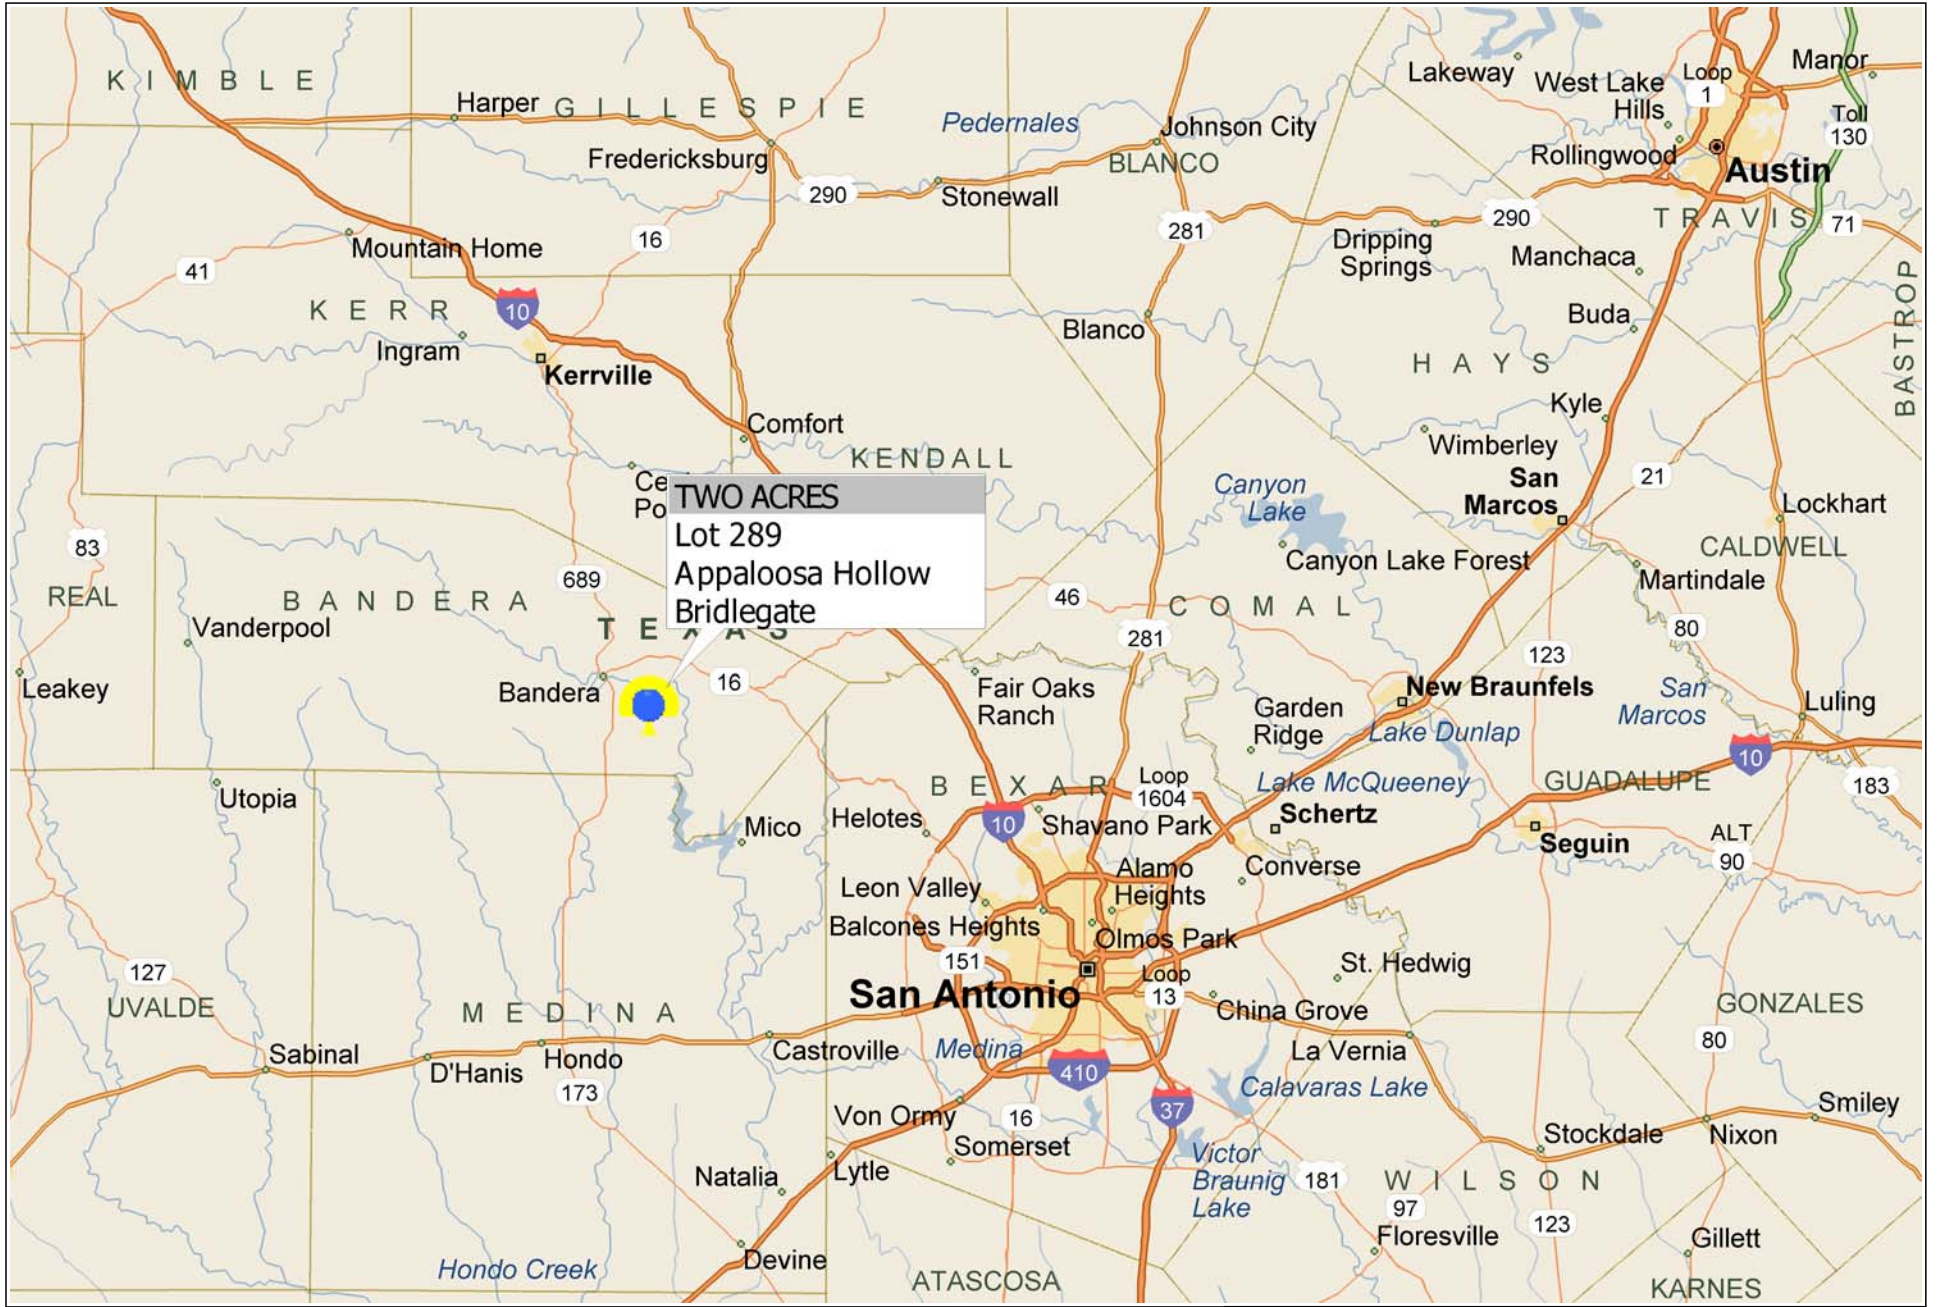 KIMBLE
Harper
GILLESPIE
Pedernales
Johnson City
BLANCO
Lakeway
West Lake
Hills
Loop
1
Manor
Toll
130
Fredericksburg
290
Stonewall
Rollingwood
Austin
TRAVIS
71
281
290
Dripping
Springs
Manchaca
Mountain Home
16
41
KERR
10
Ingram
Kerrville
Blanco
Buda
HAYS
BASTROP
Kyle
Comfort
KENDALL
Wimberley
San
Marcos
21
Lockhart
Canyon
Lake
Canyon Lake Forest
CALDWELL
Martindale
Ce
Po
TWO ACRES
Lot 289
Appaloosa Hollow
Bridlegate
83
REAL
689
BANDERA
TEXAS
Vanderpool
46
COMAL
281
80
123
Leakey
Bandera
16
Fair Oaks
Ranch
New Braunfels
San
Marcos
Luling
Garden
Ridge
Lake Dunlap
10
Utopia
BEXAR
Loop
1604
Lake McQueeney
GUADALUPE
183
Mico
Helotes
10
Shavano Park
Schertz
Seguin
ALT
90
Leon Valley
Alamo
Heights
Converse
Balcones Heights
Olmos Park
151
127
UVALDE
MEDINA
San Antonio
Loop
13
St. Hedwig
China Grove
GONZALES
Sabinal
D'Hanis
Hondo
173
Castroville
Medina
410
La Vernia
80
Calavaras Lake
37
Von Ormy
16
Somerset
Smiley
Stockdale
Nixon
Natalia
Lytle
Victor
Braunig
Lake
181
WILSON
97
123
Floresville
Gillett
Hondo Creek
Devine
ATASCOSA
KARNES